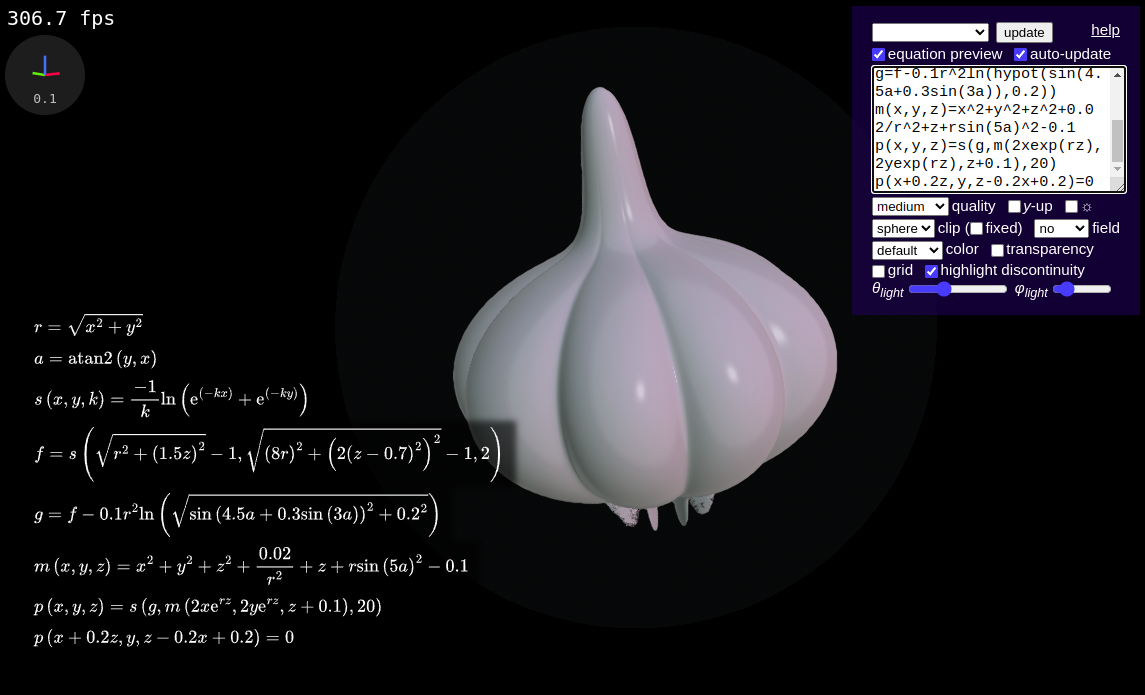 306.7 fps
0.1
update
help
equation preview
auto-update
g=f-0.1r^2ln(hypot(sin(4.
5a+0.3sin(3a)),0.2))
m(x,y,z)=x^2+y^2+z^2+0.0
2/r^2+z+rsin(5a)^2-0.1
p(x,y,z)=s(g,m(2xexp(rz),
2yexp(rz),z+0.1),20)
p(x+0.2z,y,z-0.2x+0.2)=0
medium quality y-up ☼
sphere clip (fixed) no field
default color transparency
grid highlight discontinuity
θlight φlight
r = √(x² + y²)
a = atan2 (y, x)
s (x, y, k) = −1/k ln (e^(−kx) + e^(−ky))
f = s (√(r² + (1.5z)²) − 1, √((8r)² + (2(z − 0.7)²)²) − 1, 2)
g = f − 0.1r² ln (√(sin (4.5a + 0.3sin (3a))² + 0.2²))
m (x, y, z) = x² + y² + z² + 0.02/r² + z + rsin (5a)² − 0.1
p (x, y, z) = s (g, m (2xe^rz, 2ye^rz, z + 0.1), 20)
p (x + 0.2z, y, z − 0.2x + 0.2) = 0